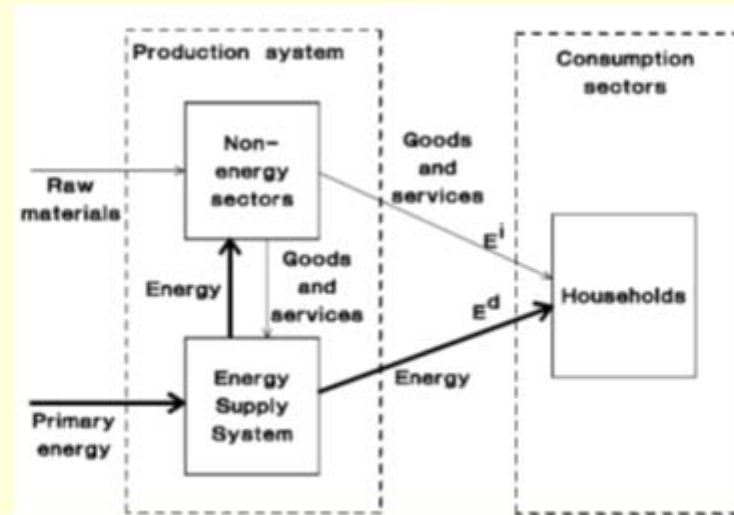 Production system
Consumption
sectors
Non-
energy
sectors
Goods
and
services
Raw
materials
E^i
Energy
Goods
and
services
Households
E^d
Energy
Energy
Supply
System
Primary
energy